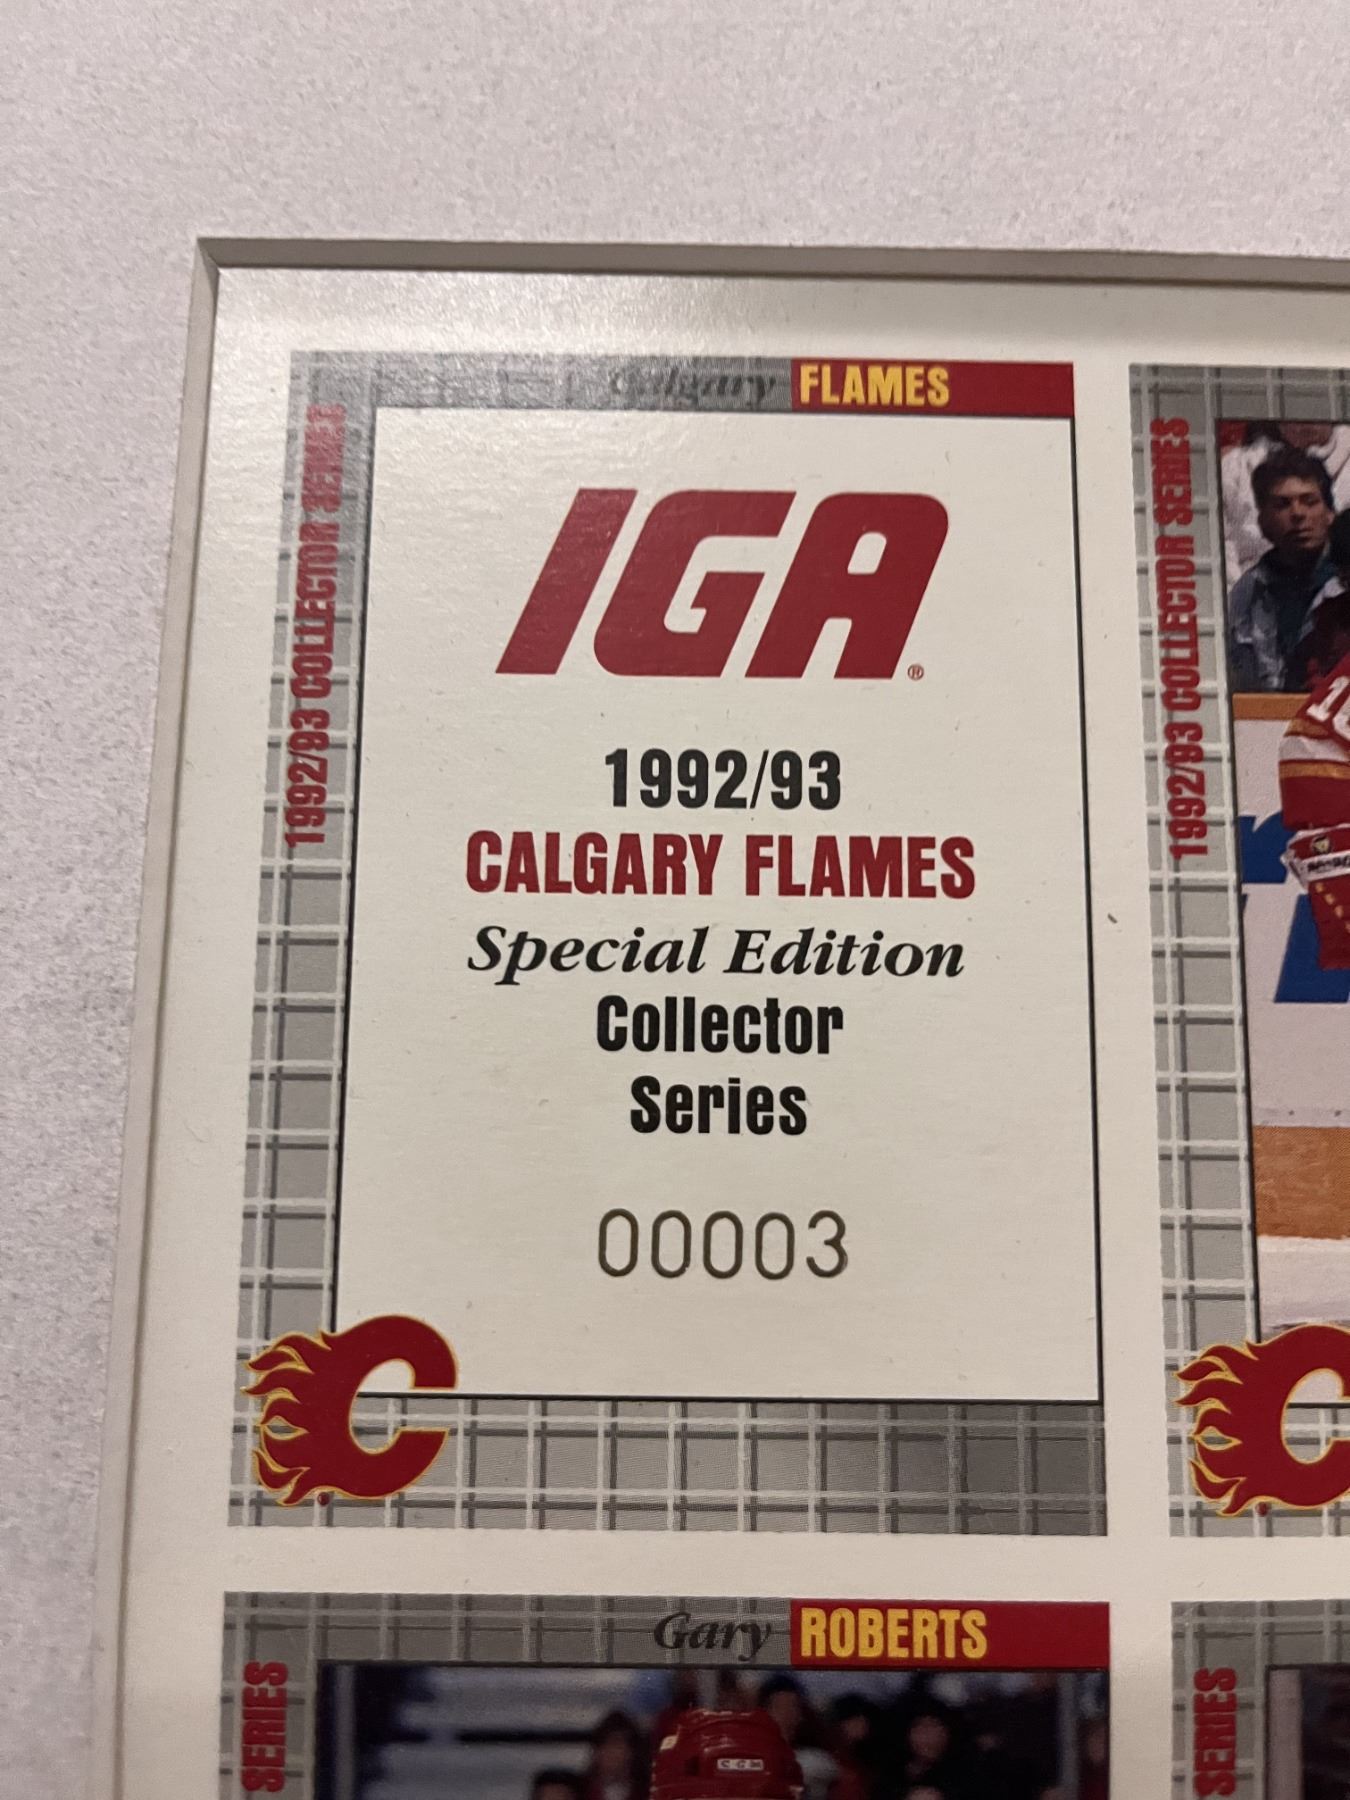 Calgary FLAMES
1992/93 COLLECTOR SERIES
IGA®
1992/93
CALGARY FLAMES
Special Edition
Collector
Series
00003
1992/93 COLLECTOR SERIES
Gary ROBERTS
SERIES
SERIES